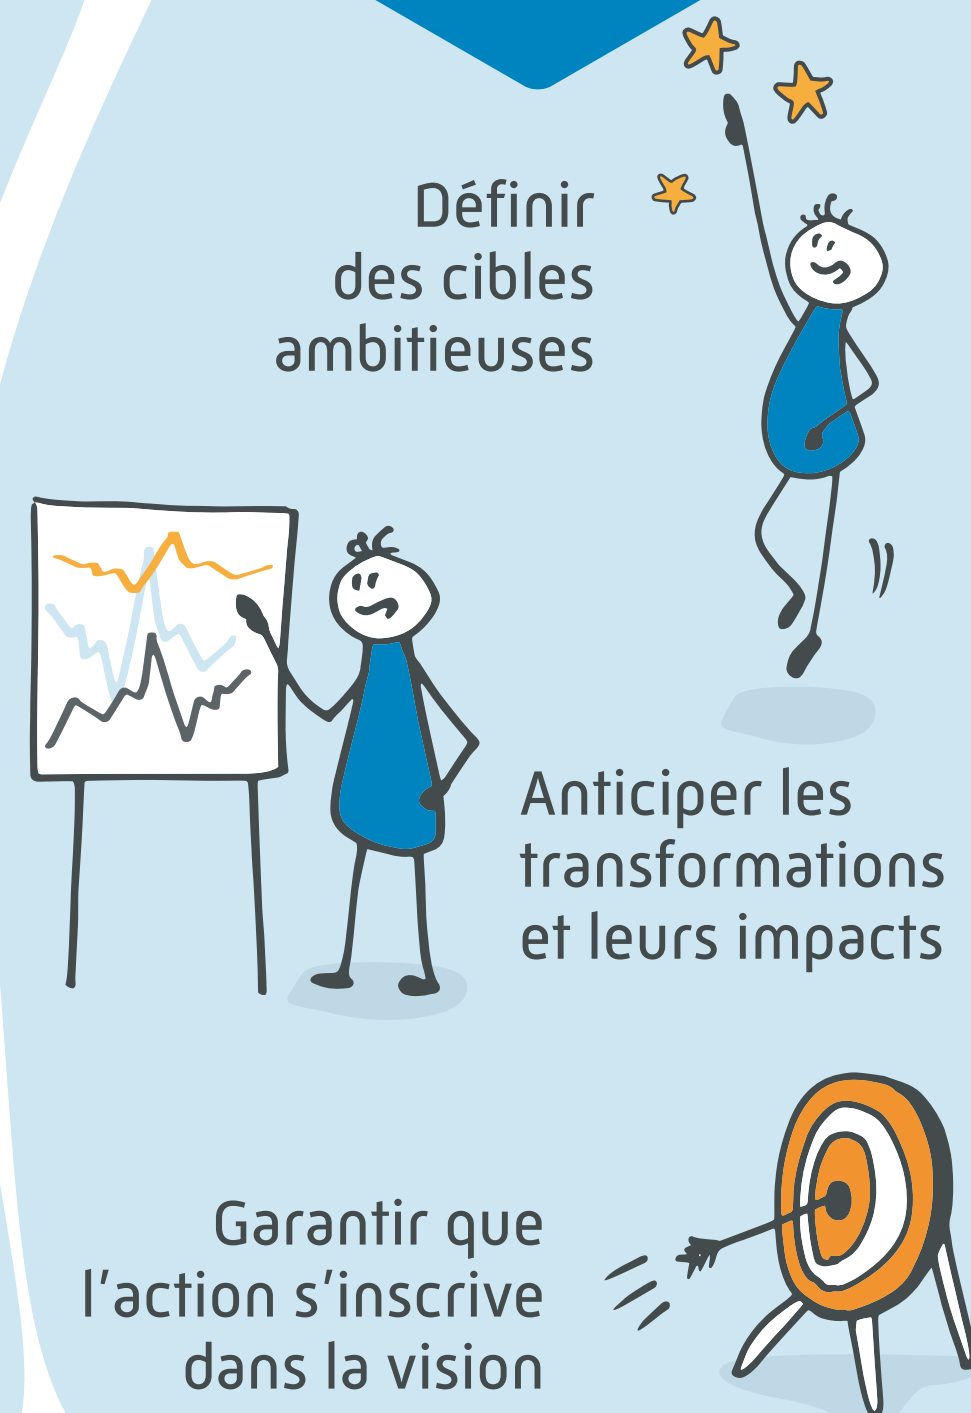 Définir
des cibles
ambitieuses
Anticiper les
transformations
et leurs impacts
Garantir que
l'action s'inscrive
dans la vision